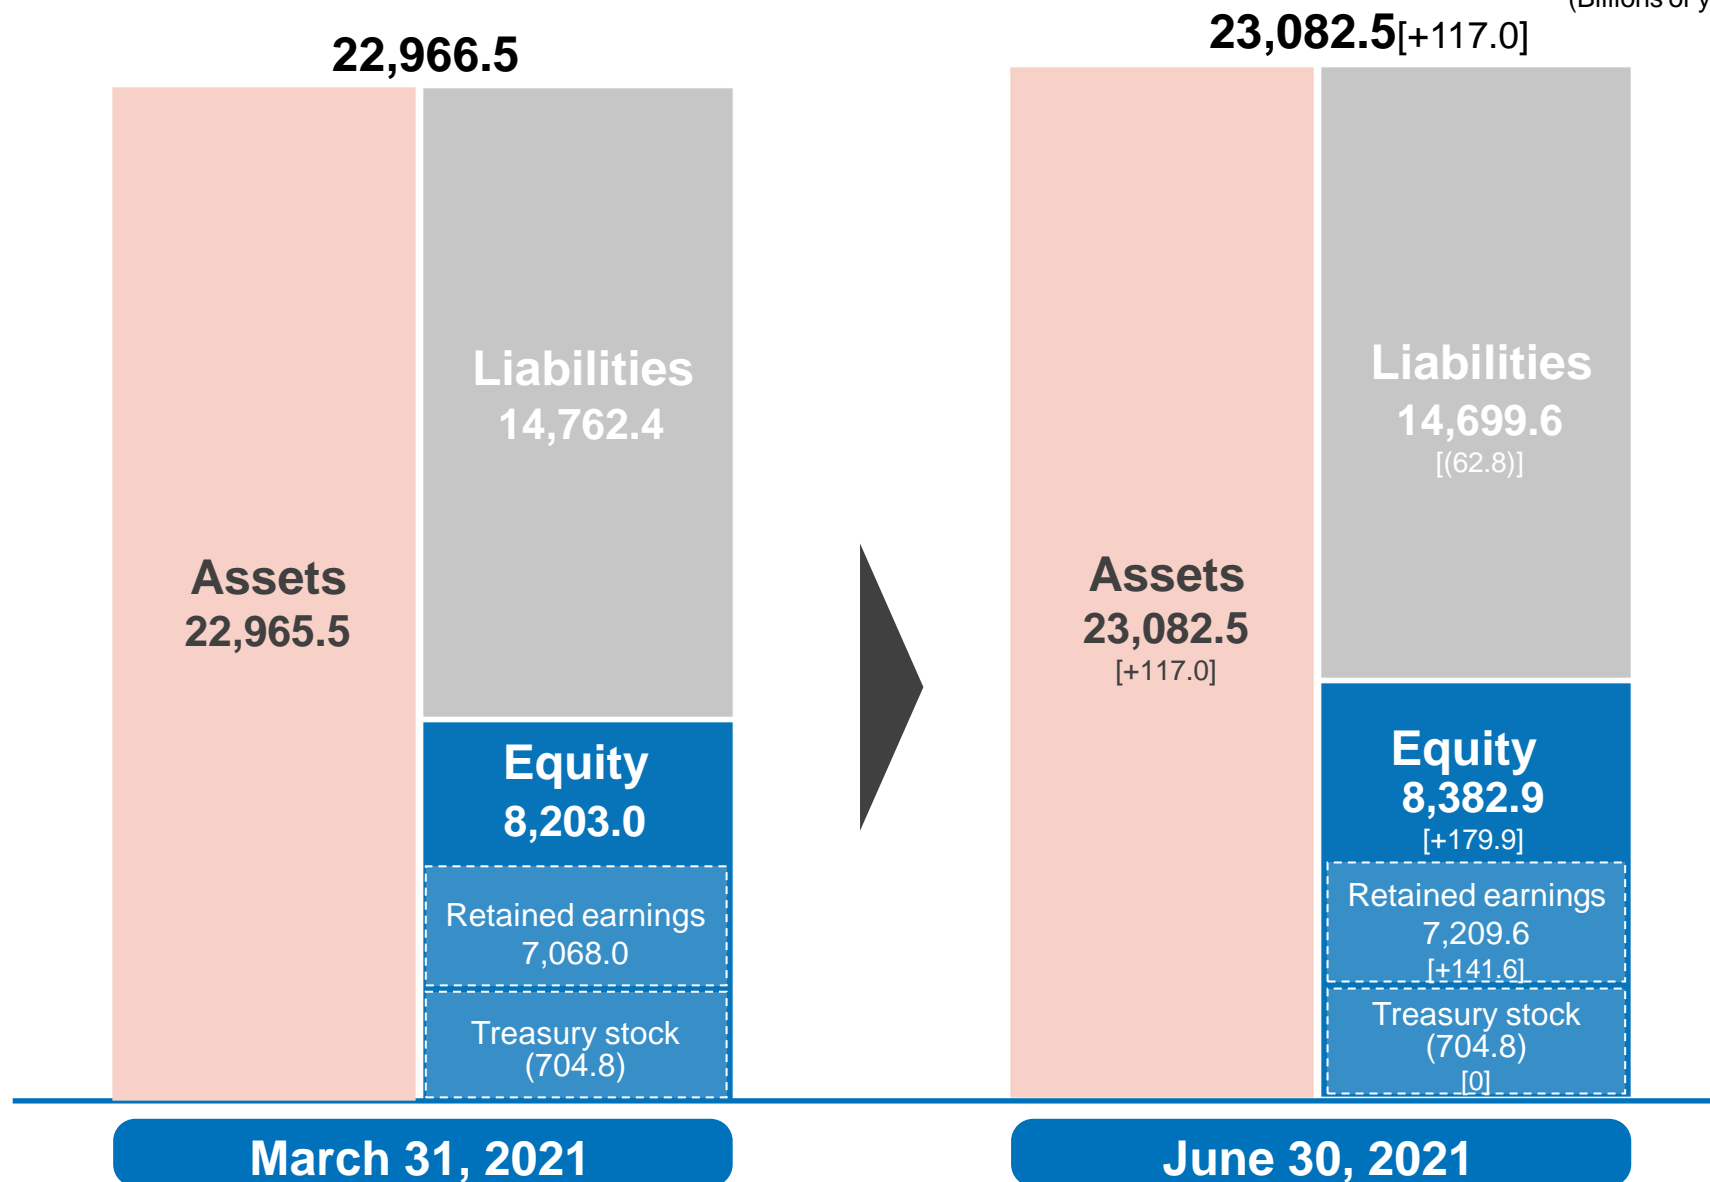 (Billions of y
22,966.5
23,082.5[+117.0]
Liabilities
14,762.4
Assets
22,965.5
Equity
8,203.0
Retained earnings
7,068.0
Treasury stock
(704.8)
March 31, 2021
Liabilities
14,699.6
[(62.8)]
Assets
23,082.5
[+117.0]
Equity
8,382.9
[+179.9]
Retained earnings
7,209.6
[+141.6]
Treasury stock
(704.8)
[0]
June 30, 2021